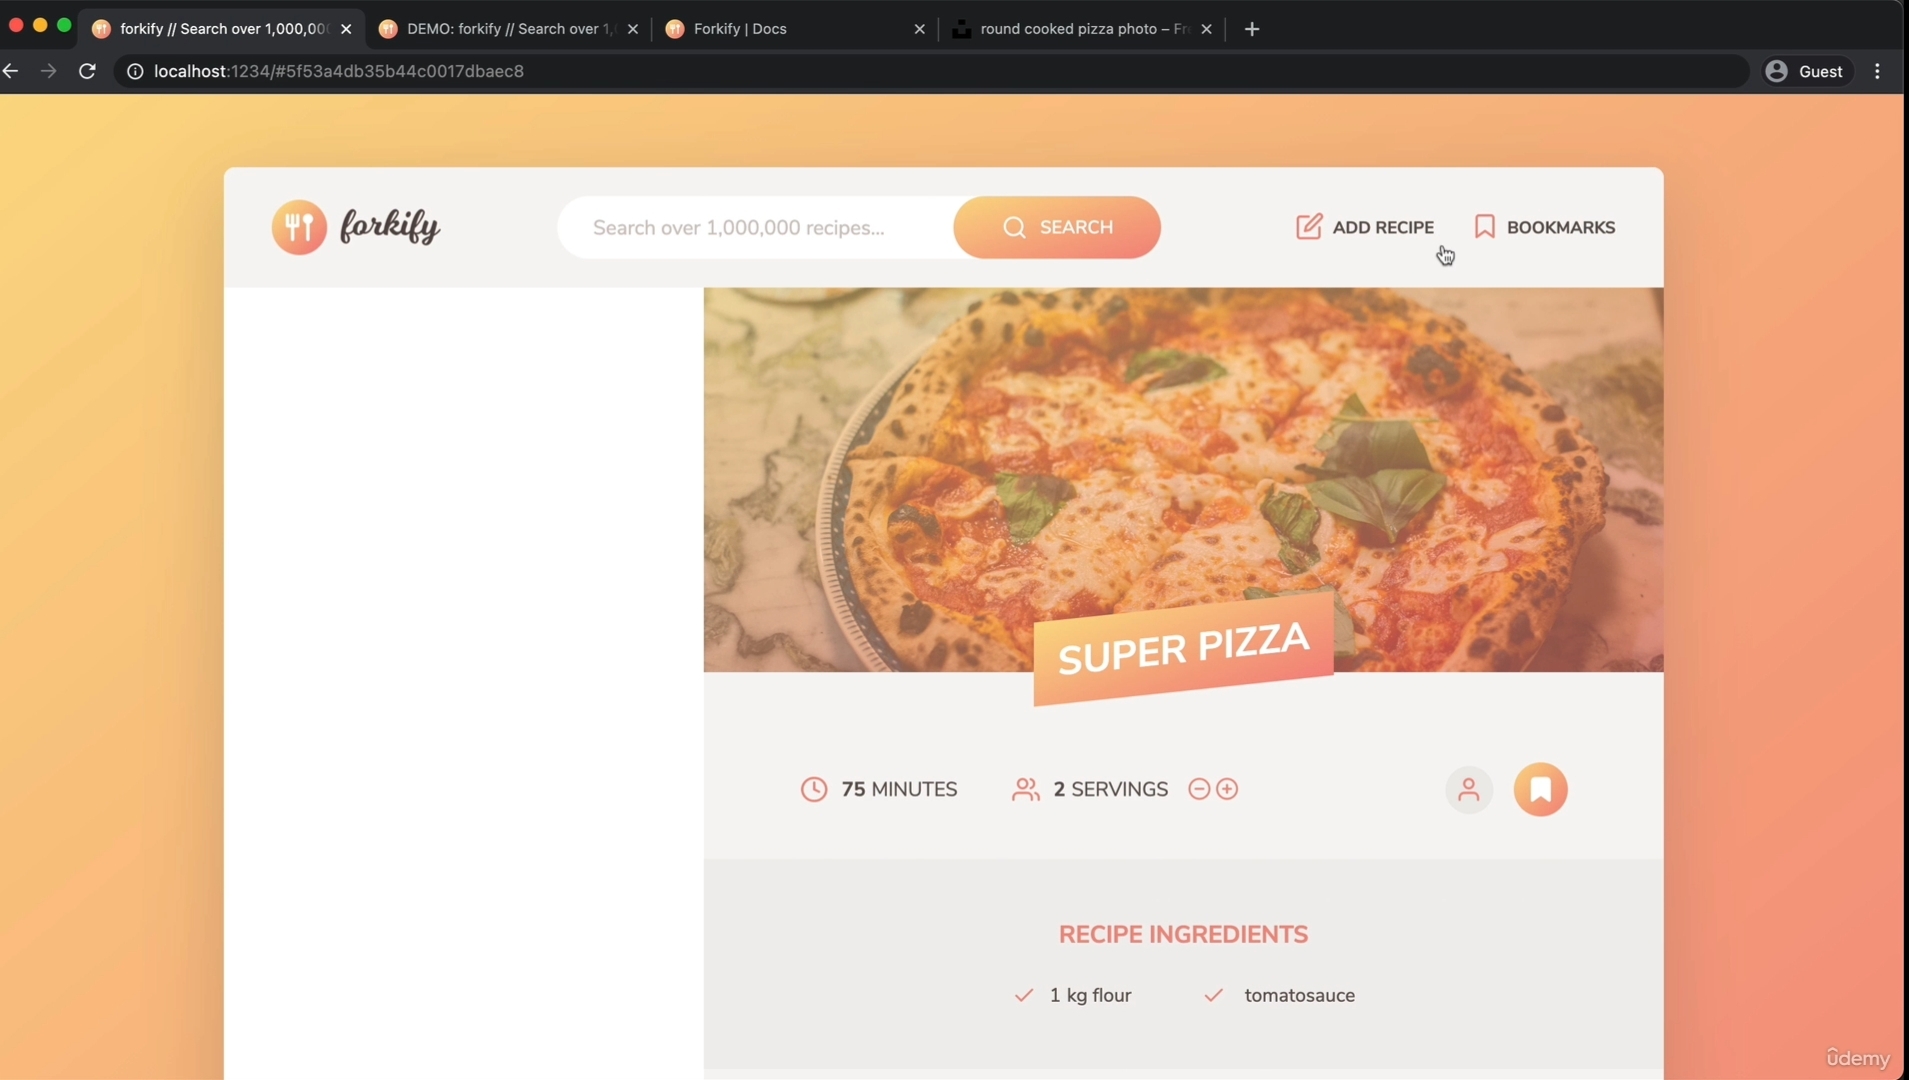 forkify // Search over 1,000,000
DEMO: forkify // Search over 1,
Forkify | Docs
round cooked pizza photo – Fre
localhost:1234/#5f53a4db35b44c0017dbaec8
Guest
forkify
Search over 1,000,000 recipes...
SEARCH
ADD RECIPE
BOOKMARKS
SUPER PIZZA
75 MINUTES
2 SERVINGS
RECIPE INGREDIENTS
1 kg flour
tomatosauce
ûdemy